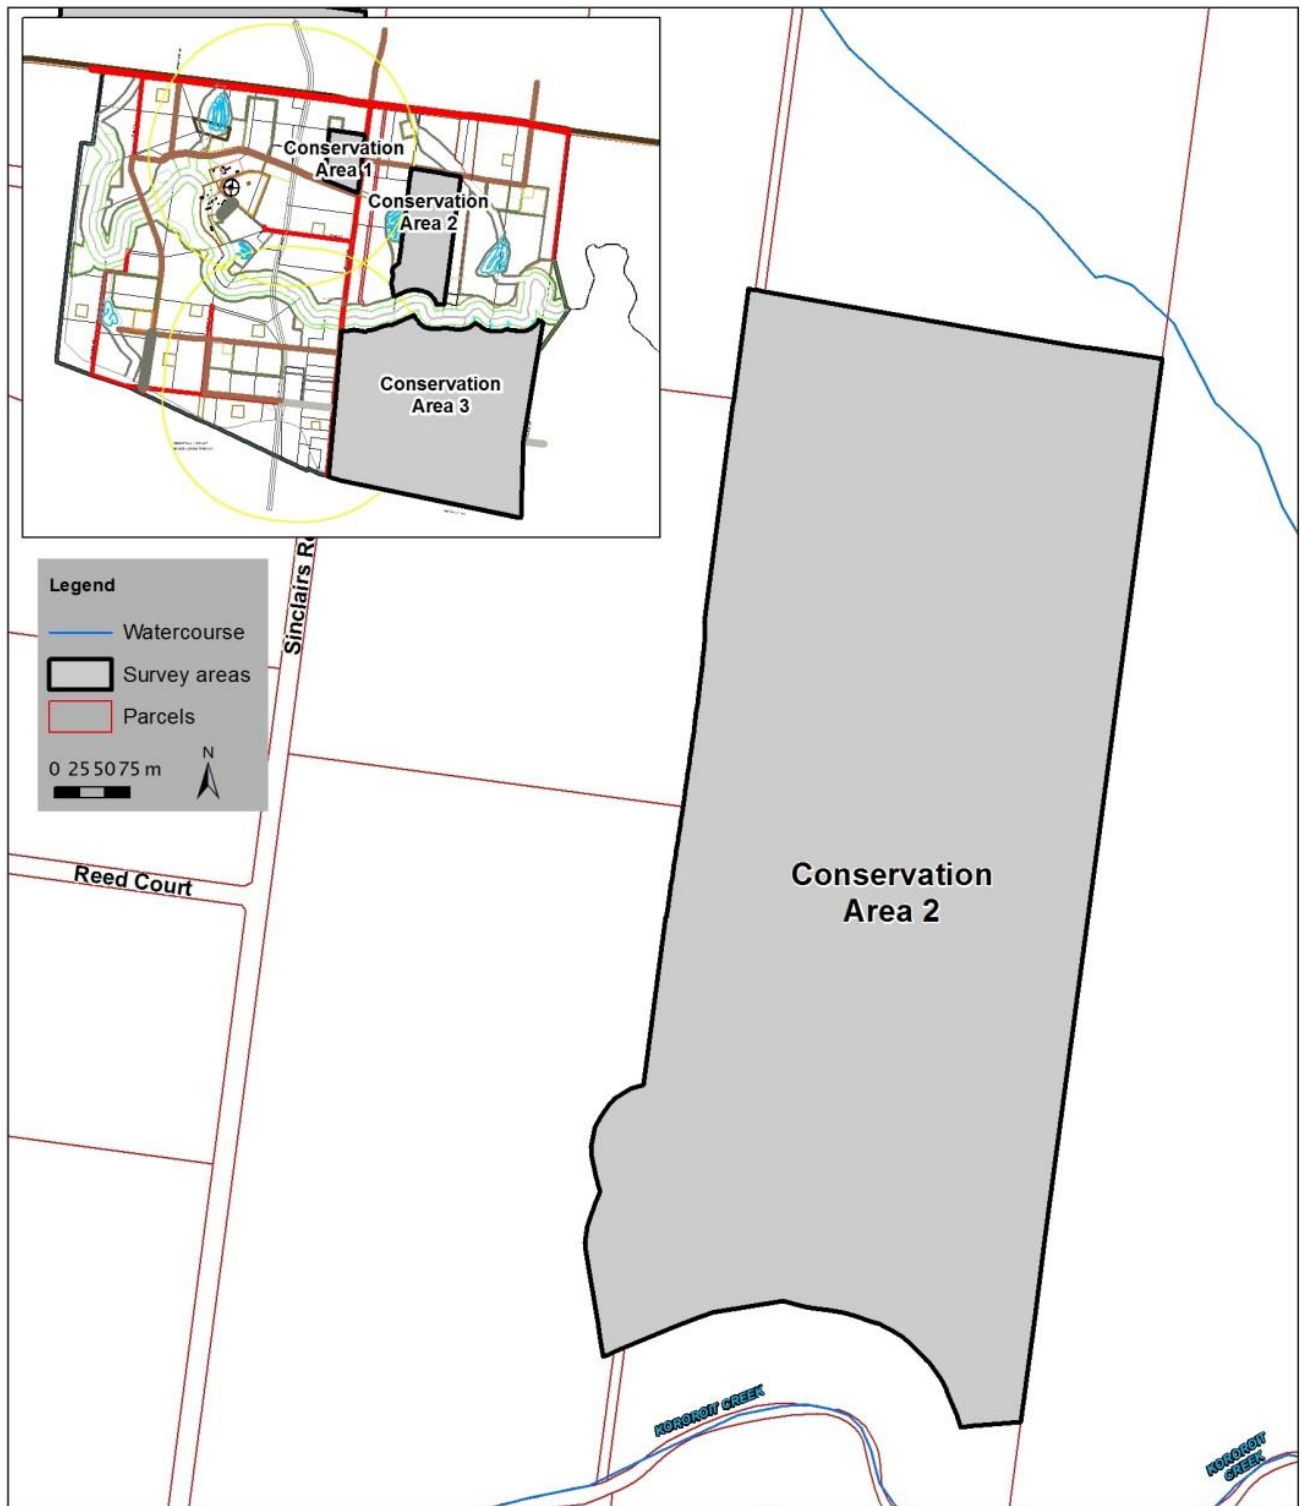 Conservation
Area 1
Conservation
Area 2
Conservation
Area 3
Legend
Watercourse
Survey areas
Parcels
0 25 50 75 m
N
Sinclairs R
Reed Court
Conservation
Area 2
KOROROIT CREEK
KOROROIT
CREEK